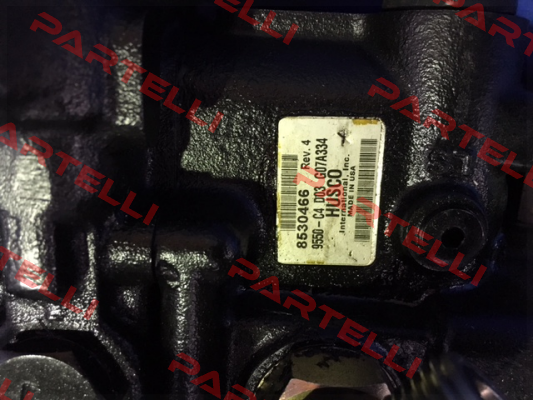 8530466 Rev. 4
9550-C4 D03 G07A334
HUSCO
International, Inc.
MADE IN USA
PARTELLI
PARTELLI
PARTELLI
PARTELLI
PARTELLI
PARTELLI
PARTELLI